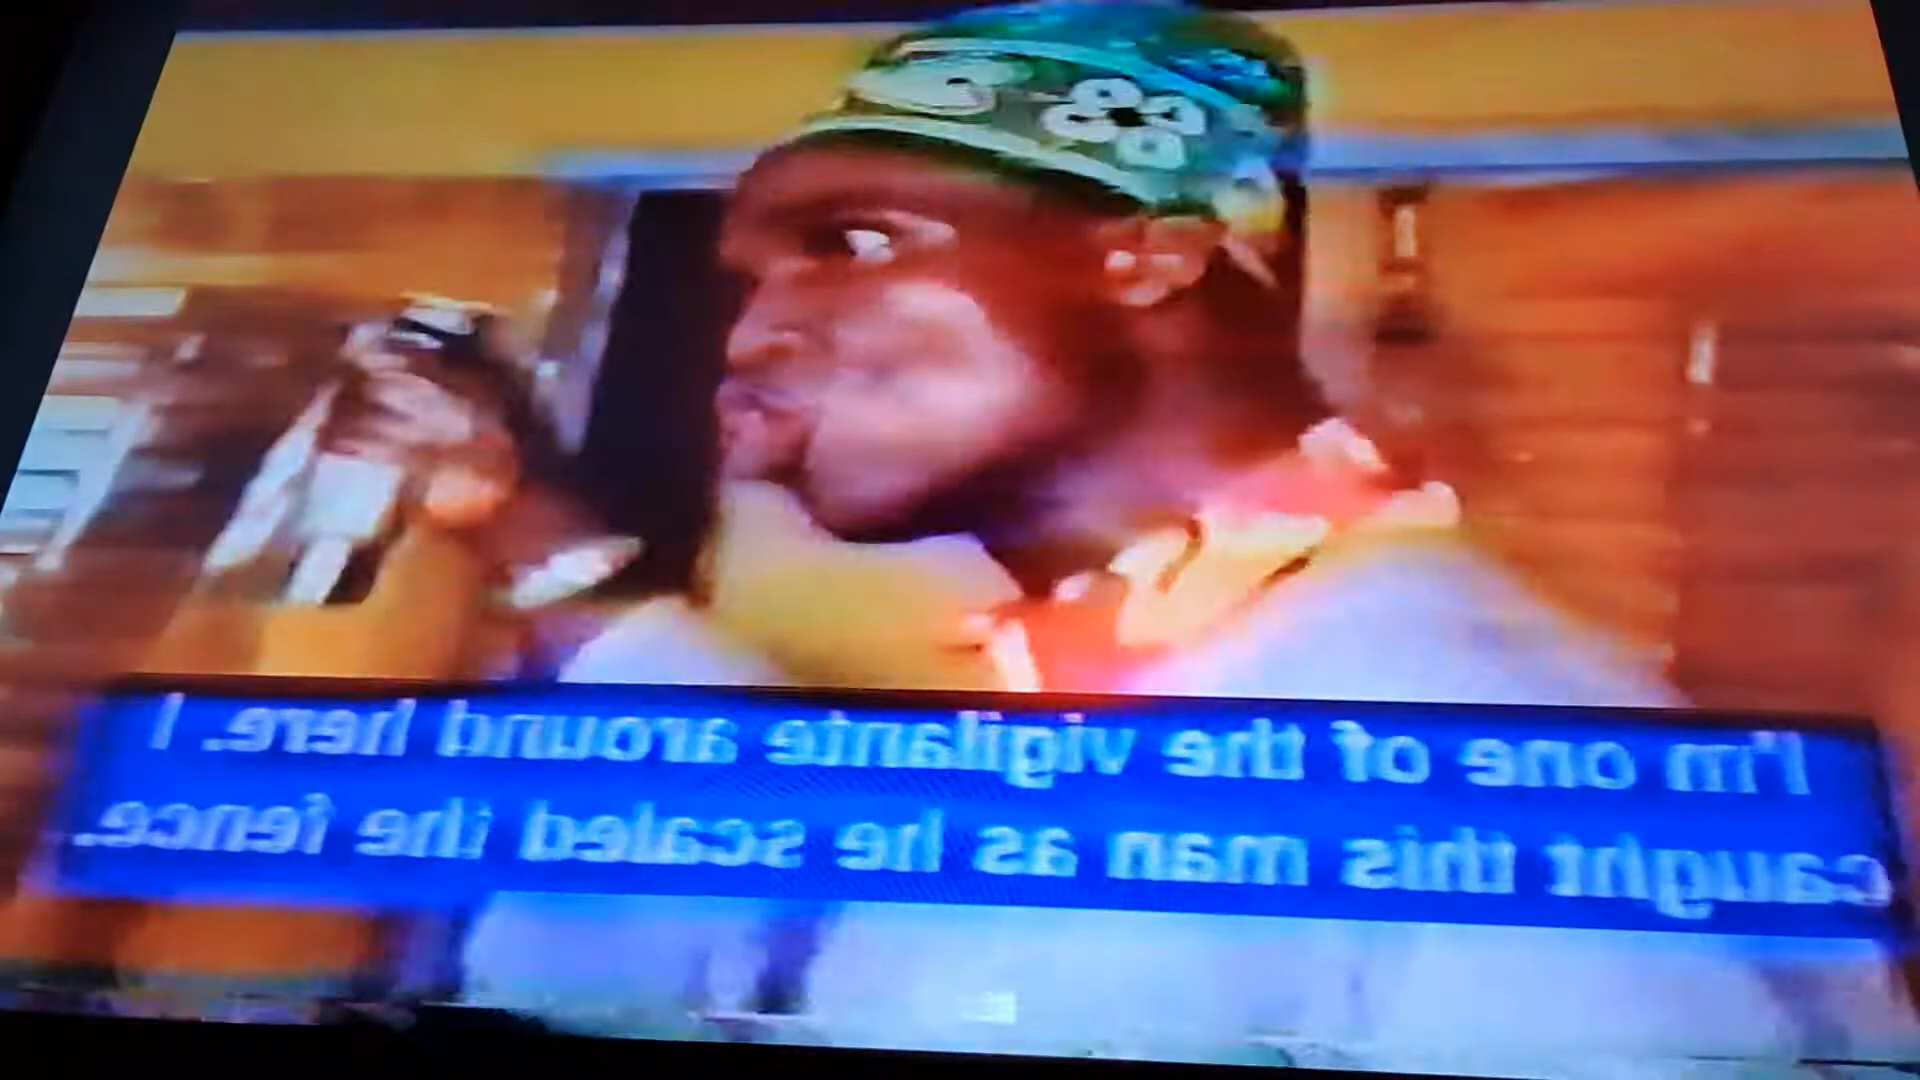 I'm one of the vigilante around here. I
caught this man as he scaled the fence.